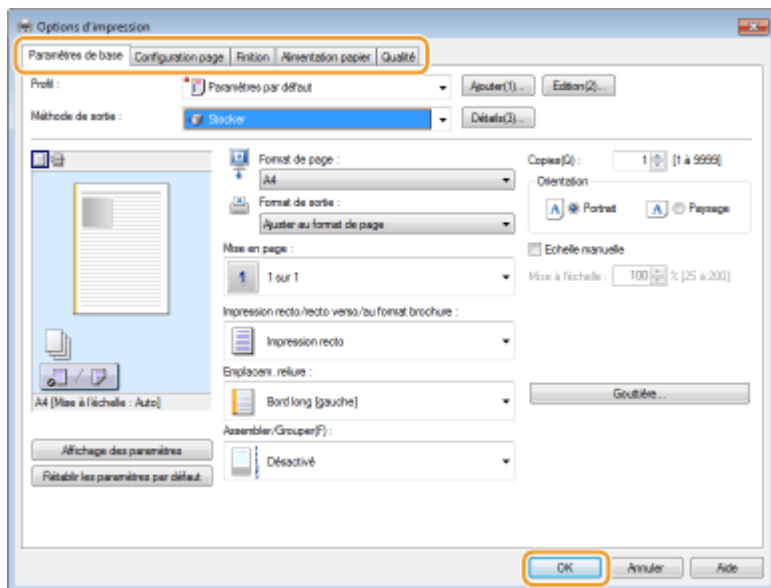 Options d'impression
Paramètres de base Configuration page Finition Alimentation papier Qualité
Profil : Paramètres par défaut Ajouter(1)... Edition(2)...
Méthode de sortie : Stocker Détails(3)...
Format de page :
A4
Format de sortie :
Ajuster au format de page
Copies(Q) : 1 [1 à 9999]
Orientation
A Portrait A Paysage
Mise en page :
1 1 sur 1
Echelle manuelle
Mise à l'échelle : 100 % [25 à 200]
Impression recto/recto verso/au format brochure :
Impression recto
Emplacem. reliure :
Bord long [gauche]
Gouttière...
A4 [Mise à l'échelle : Auto]
Assembler/Grouper(F) :
Désactivé
Affichage des paramètres
Rétablir les paramètres par défaut
OK Annuler Aide